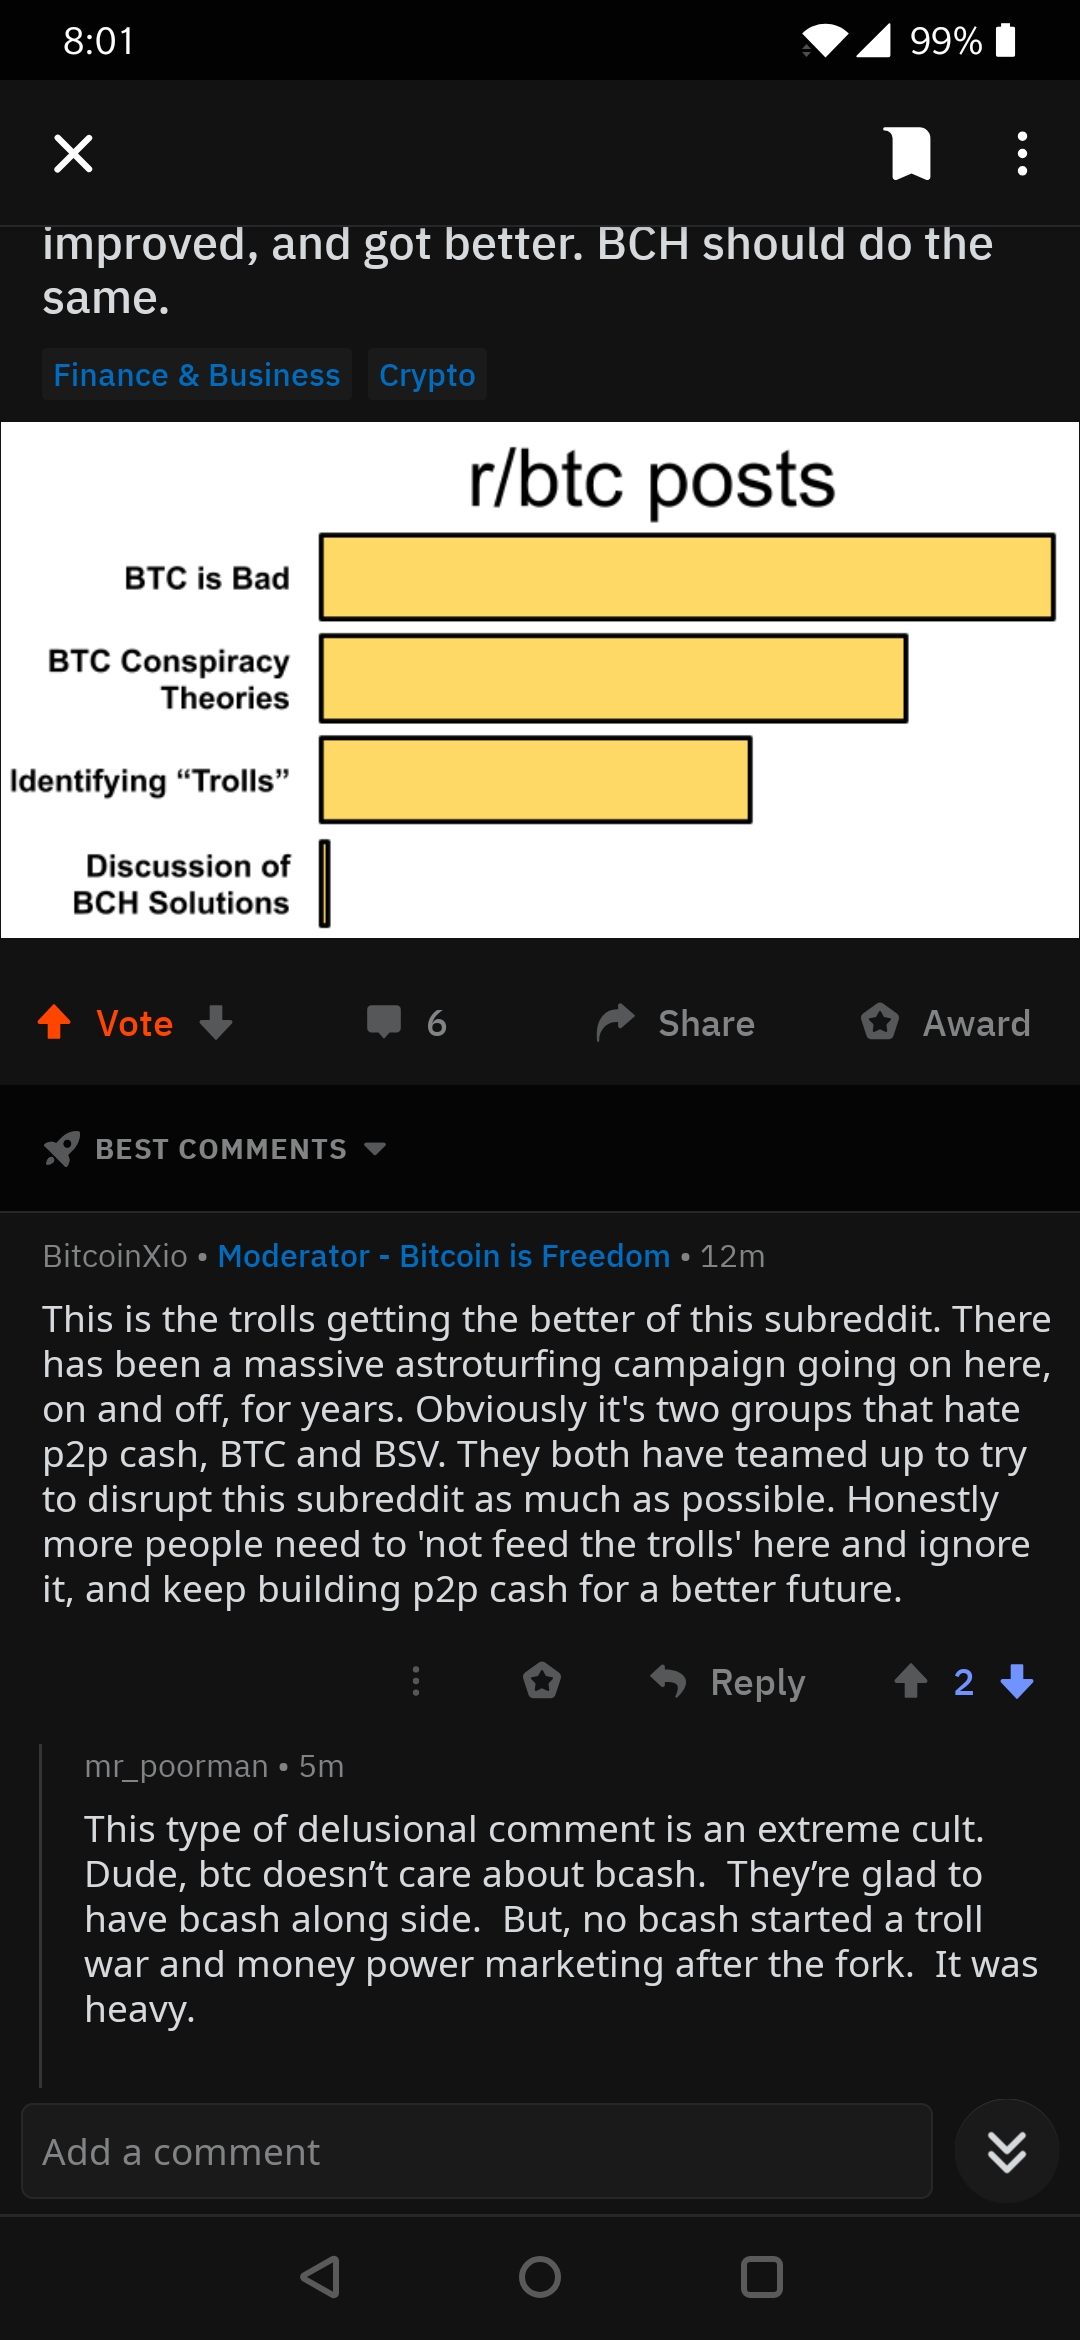 8:01
99%
improved, and got better. BCH should do the
same.
Finance & Business
Crypto
r/btc posts
BTC is Bad
BTC Conspiracy
Theories
Identifying “Trolls”
Discussion of
BCH Solutions
Vote
6
Share
Award
BEST COMMENTS
BitcoinXio • Moderator - Bitcoin is Freedom • 12m
This is the trolls getting the better of this subreddit. There
has been a massive astroturfing campaign going on here,
on and off, for years. Obviously it's two groups that hate
p2p cash, BTC and BSV. They both have teamed up to try
to disrupt this subreddit as much as possible. Honestly
more people need to 'not feed the trolls' here and ignore
it, and keep building p2p cash for a better future.
Reply
2
mr_poorman • 5m
This type of delusional comment is an extreme cult.
Dude, btc doesn’t care about bcash.  They’re glad to
have bcash along side.  But, no bcash started a troll
war and money power marketing after the fork.  It was
heavy.
Add a comment